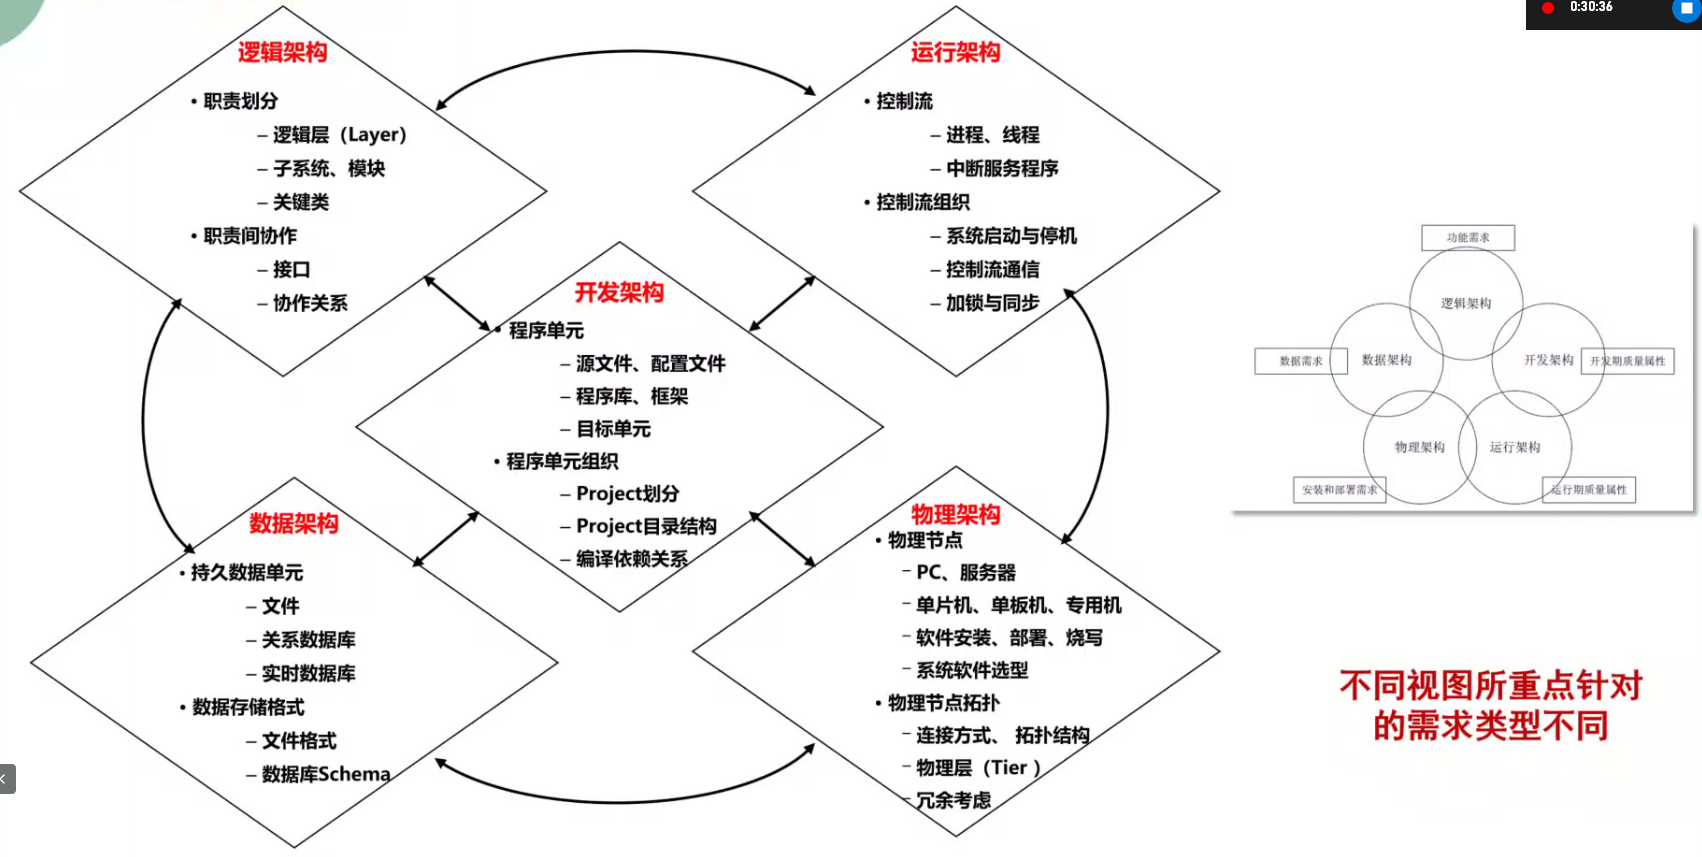 0:30:36
逻辑架构
• 职责划分
– 逻辑层（Layer）
– 子系统、模块
– 关键类
• 职责间协作
– 接口
– 协作关系
运行架构
• 控制流
– 进程、线程
– 中断服务程序
• 控制流组织
– 系统启动与停机
– 控制流通信
– 加锁与同步
开发架构
• 程序单元
– 源文件、配置文件
– 程序库、框架
– 目标单元
• 程序单元组织
– Project划分
– Project目录结构
– 编译依赖关系
数据架构
• 持久数据单元
– 文件
– 关系数据库
– 实时数据库
• 数据存储格式
– 文件格式
– 数据库Schema
物理架构
• 物理节点
– PC、服务器
– 单片机、单板机、专用机
– 软件安装、部署、烧写
– 系统软件选型
• 物理节点拓扑
– 连接方式、 拓扑结构
– 物理层（Tier ）
– 冗余考虑
功能需求
逻辑架构
数据需求
数据架构
开发架构
开发期质量属性
物理架构
运行架构
安装和部署需求
运行期质量属性
不同视图所重点针对
的需求类型不同